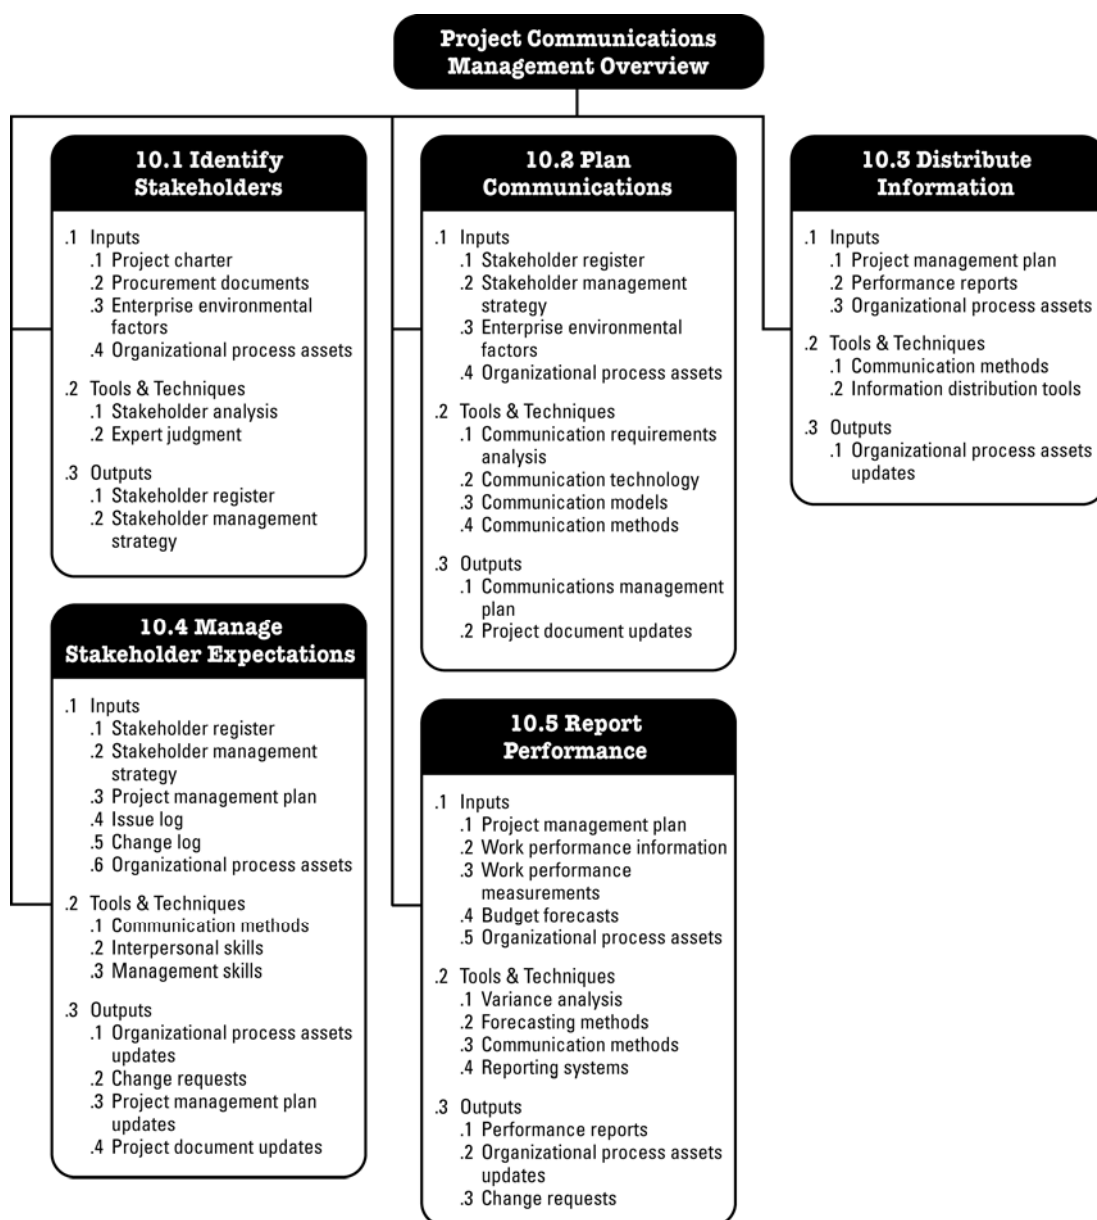 Project Communications
Management Overview
10.1 Identify
Stakeholders
.1 Inputs
.1 Project charter
.2 Procurement documents
.3 Enterprise environmental
factors
.4 Organizational process assets
.2 Tools & Techniques
.1 Stakeholder analysis
.2 Expert judgment
.3 Outputs
.1 Stakeholder register
.2 Stakeholder management
strategy
10.2 Plan
Communications
.1 Inputs
.1 Stakeholder register
.2 Stakeholder management
strategy
.3 Enterprise environmental
factors
.4 Organizational process assets
.2 Tools & Techniques
.1 Communication requirements
analysis
.2 Communication technology
.3 Communication models
.4 Communication methods
.3 Outputs
.1 Communications management
plan
.2 Project document updates
10.3 Distribute
Information
.1 Inputs
.1 Project management plan
.2 Performance reports
.3 Organizational process assets
.2 Tools & Techniques
.1 Communication methods
.2 Information distribution tools
.3 Outputs
.1 Organizational process assets
updates
10.4 Manage
Stakeholder Expectations
.1 Inputs
.1 Stakeholder register
.2 Stakeholder management
strategy
.3 Project management plan
.4 Issue log
.5 Change log
.6 Organizational process assets
.2 Tools & Techniques
.1 Communication methods
.2 Interpersonal skills
.3 Management skills
.3 Outputs
.1 Organizational process assets
updates
.2 Change requests
.3 Project management plan
updates
.4 Project document updates
10.5 Report
Performance
.1 Inputs
.1 Project management plan
.2 Work performance information
.3 Work performance
measurements
.4 Budget forecasts
.5 Organizational process assets
.2 Tools & Techniques
.1 Variance analysis
.2 Forecasting methods
.3 Communication methods
.4 Reporting systems
.3 Outputs
.1 Performance reports
.2 Organizational process assets
updates
.3 Change requests